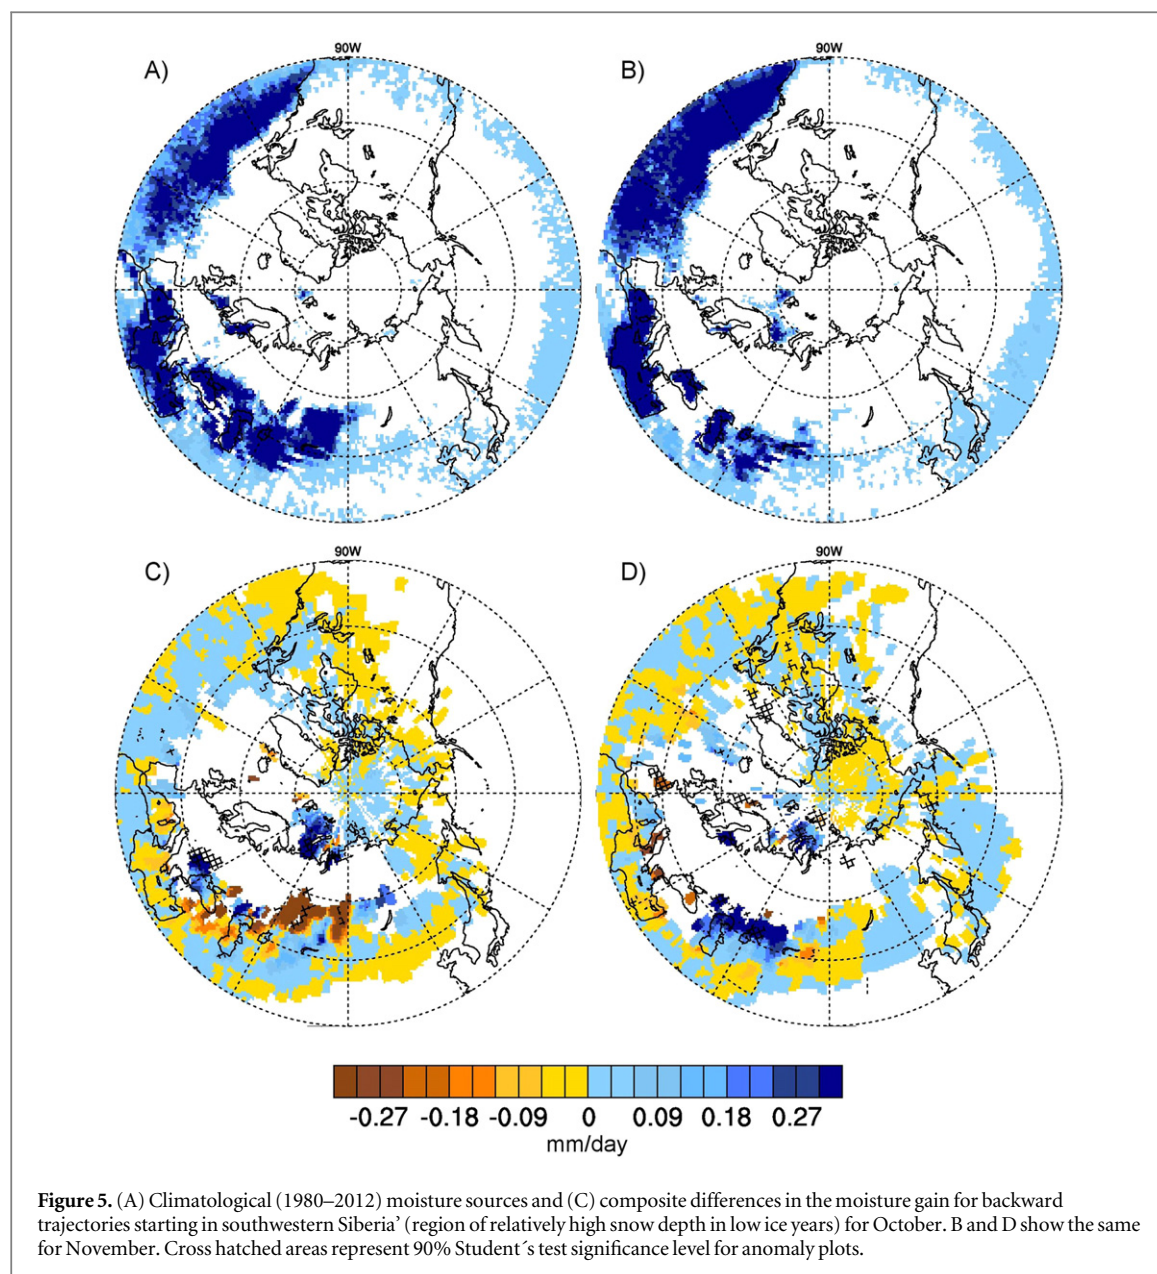 90W
A)
90W
B)
90W
C)
90W
D)
-0.27 -0.18 -0.09 0 0.09 0.18 0.27
mm/day
Figure 5. (A) Climatological (1980–2012) moisture sources and (C) composite differences in the moisture gain for backward
trajectories starting in southwestern Siberia’ (region of relatively high snow depth in low ice years) for October. B and D show the same
for November. Cross hatched areas represent 90% Student´s test significance level for anomaly plots.